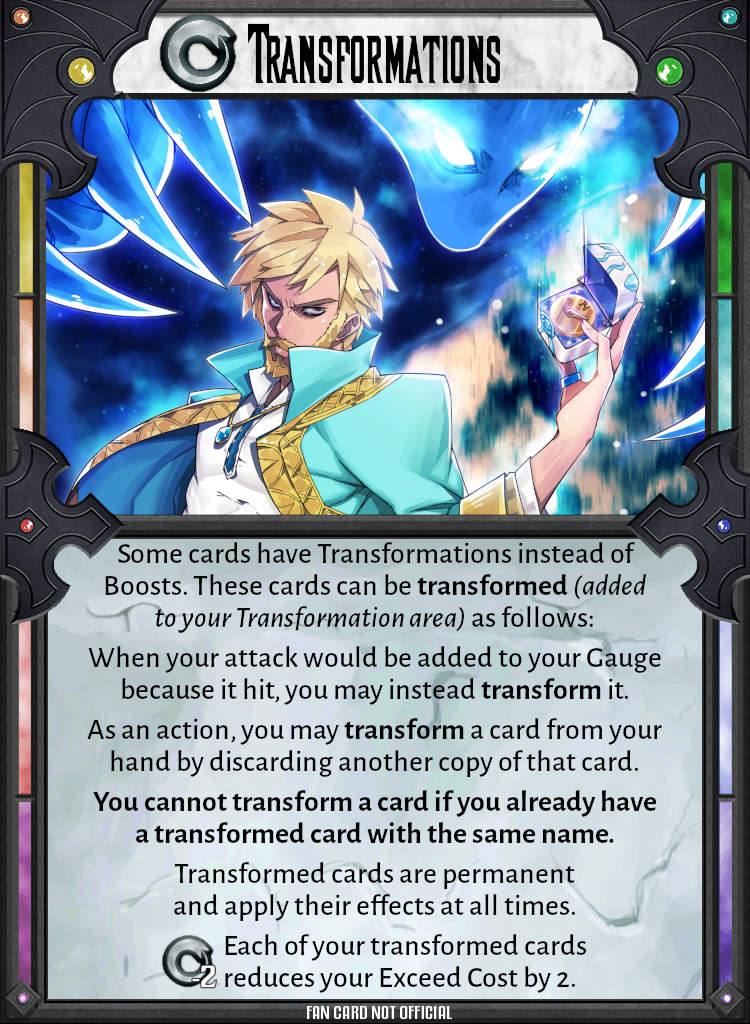 Transformations
Some cards have Transformations instead of
Boosts. These cards can be transformed (added
to your Transformation area) as follows:
When your attack would be added to your Gauge
because it hit, you may instead transform it.
As an action, you may transform a card from your
hand by discarding another copy of that card.
You cannot transform a card if you already have
a transformed card with the same name.
Transformed cards are permanent
and apply their effects at all times.
Each of your transformed cards
-2 reduces your Exceed Cost by 2.
FAN CARD NOT OFFICIAL